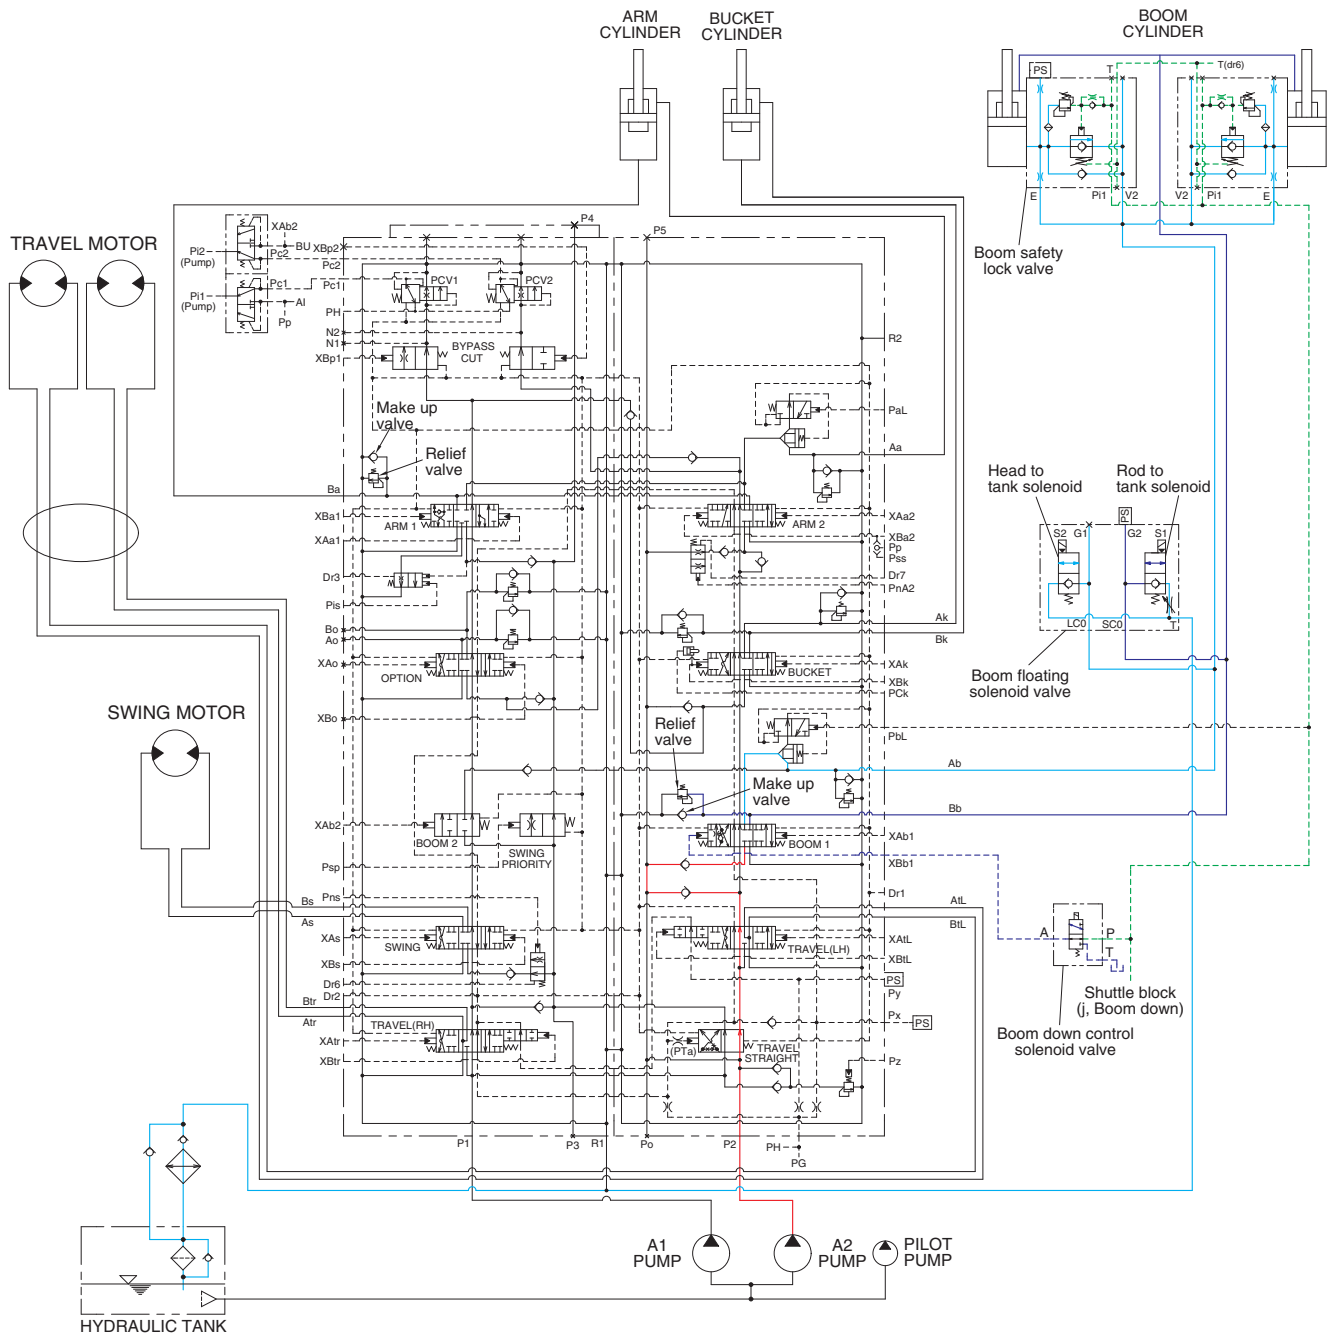 ARM
CYLINDER
BUCKET
CYLINDER
BOOM
CYLINDER
PS
T
T(dr6)
E
Pi1
V2
V2
Pi1
E
Boom safety
lock valve
TRAVEL MOTOR
XAb2
Pi2
(Pump)
BU
Pc2
Pc1
Pi1
(Pump)
AI
Pp
P4
P5
XBp2
Pc2
Pc1
PCV1
PCV2
PH
N2
N1
XBp1
BYPASS
CUT
R2
PaL
Aa
Make up
valve
Relief
valve
Ba
XBa1
ARM 1
XAa1
Dr3
Pis
ARM 2
XAa2
XBa2
Pp
Pss
Dr7
PnA2
Head to
tank solenoid
Rod to
tank solenoid
PS
S2
G1
G2
S1
LC0
SC0
T
Boom floating
solenoid valve
Bo
Ao
XAo
OPTION
XBo
Ak
Bk
XAk
BUCKET
XBk
PCk
Relief
valve
PbL
SWING MOTOR
Ab
Make up
valve
Bb
XAb2
BOOM 2
SWING
PRIORITY
BOOM 1
XAb1
XBb1
Psp
Pns
Bs
As
XAs
SWING
XBs
Dr6
Dr2
Dr1
AtL
BtL
TRAVEL(LH)
XAtL
XBtL
PS
Py
Px
PS
A
P
T
Shuttle block
(j, Boom down)
Boom down control
solenoid valve
Btr
Atr
TRAVEL(RH)
XAtr
XBtr
(PTa)
TRAVEL
STRAIGHT
Pz
P1
P3
R1
Po
P2
PH
PG
A1
PUMP
A2
PUMP
PILOT
PUMP
HYDRAULIC TANK